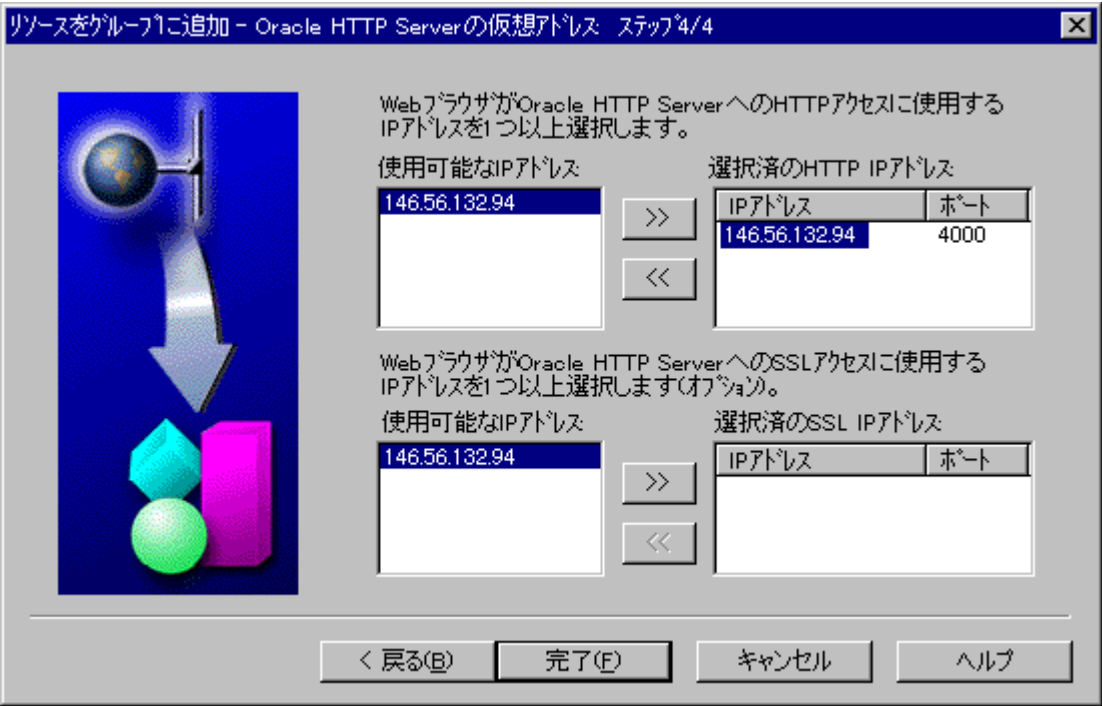 リソースをグループに追加 - Oracle HTTP Serverの仮想アドレス: ステップ4/4
WebブラウザがOracle HTTP ServerへのHTTPアクセスに使用する
IPアドレスを1つ以上選択します。
使用可能なIPアドレス:
選択済のHTTP IPアドレス:
146.56.132.94
>>
<<
IPアドレス ポート
146.56.132.94 4000
WebブラウザがOracle HTTP ServerへのSSLアクセスに使用する
IPアドレスを1つ以上選択します(オプション)。
使用可能なIPアドレス:
選択済のSSL IPアドレス:
146.56.132.94
>>
<<
IPアドレス ポート
< 戻る(B) 完了(F) キャンセル ヘルプ